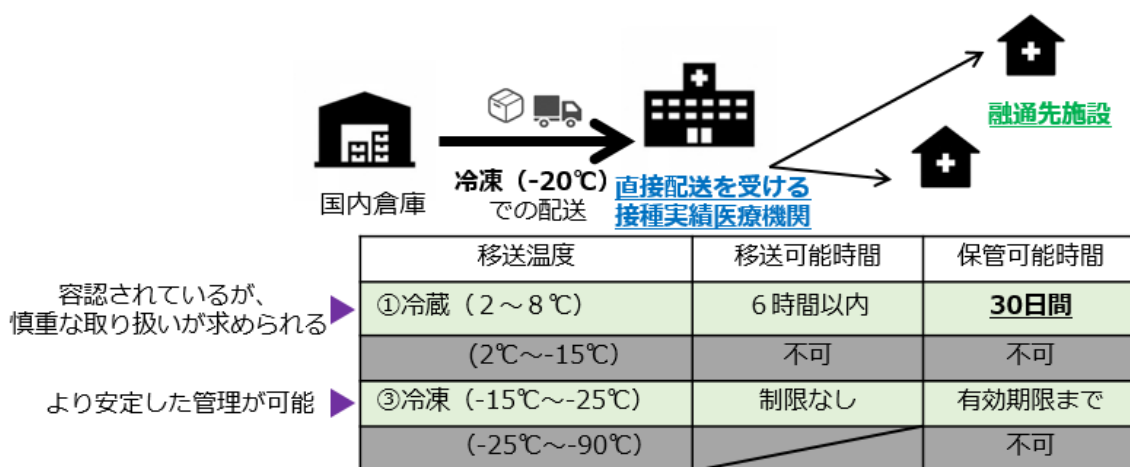 融通先施設
国内倉庫
冷凍（-20℃）
での配送
直接配送を受ける
接種実績医療機関
移送温度 移送可能時間 保管可能時間
容認されているが、
慎重な取り扱いが求められる
①冷蔵（2～8℃） 6時間以内 30日間
(2℃～-15℃) 不可 不可
より安定した管理が可能
③冷凍（-15℃～-25℃） 制限なし 有効期限まで
(-25℃～-90℃) 不可